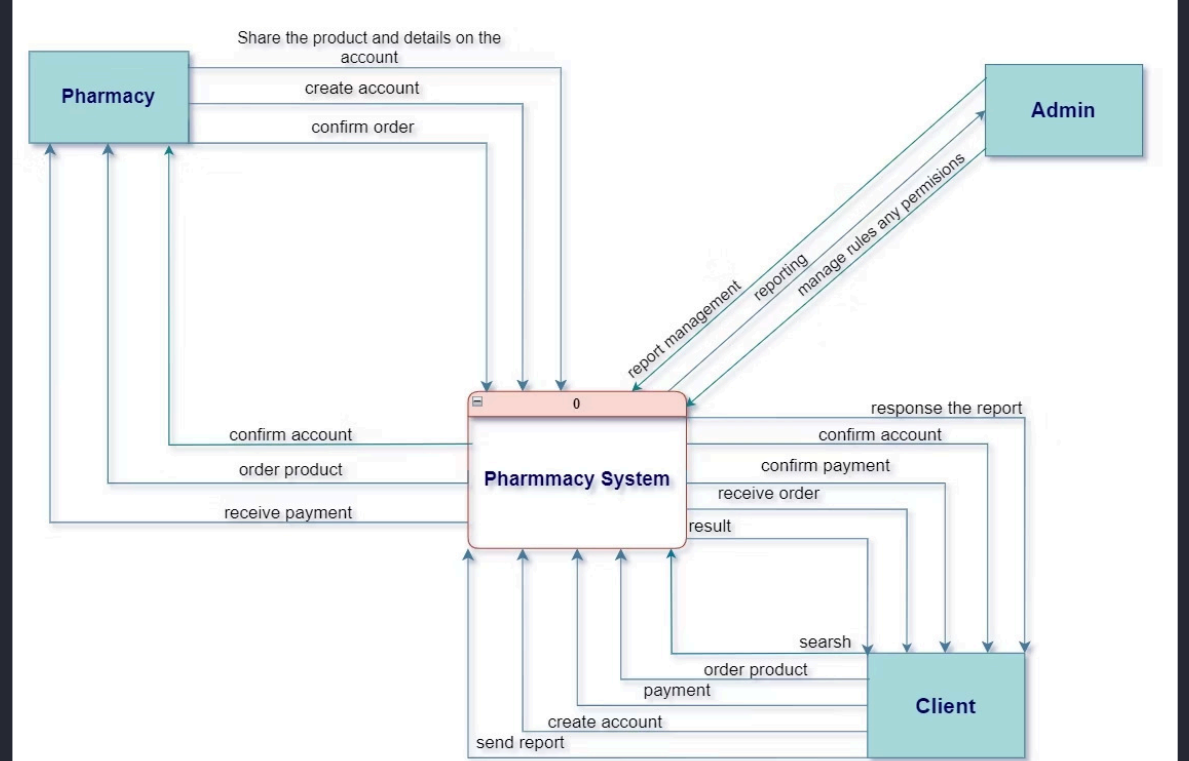 Share the product and details on the
account
Pharmacy
create account
confirm order
Admin
report management
reporting
manage rules any permisions
0
Pharmmacy System
confirm account
order product
receive payment
response the report
confirm account
confirm payment
receive order
result
searsh
order product
payment
create account
send report
Client